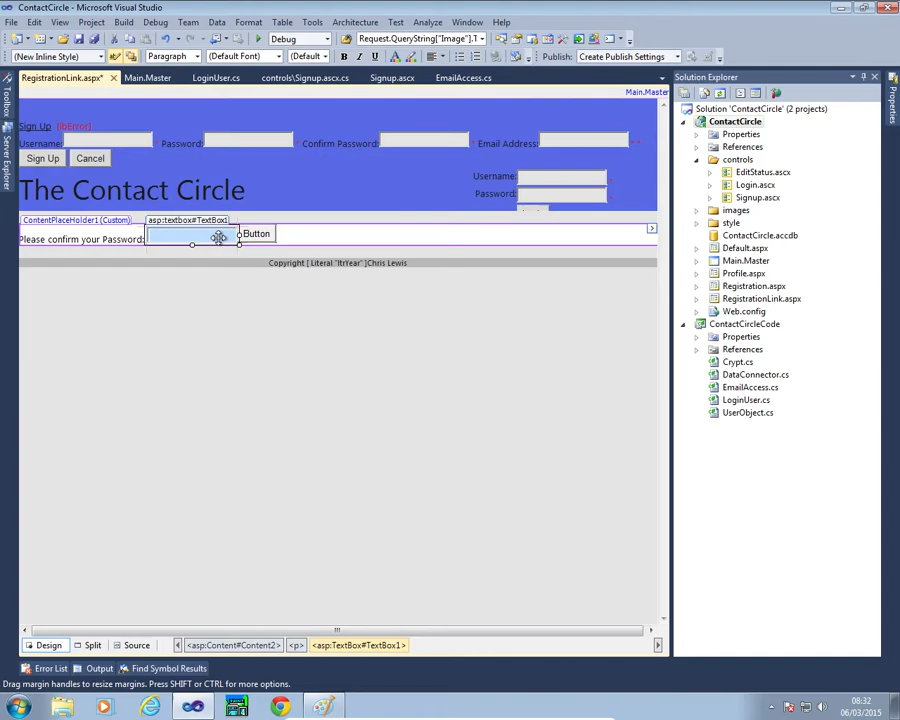 ContactCircle - Microsoft Visual Studio
File Edit View Project Build Debug Team Data Format Table Tools Architecture Test Analyze Window Help
Debug Request.QueryString["Image"].T
(New Inline Style) Paragraph (Default Font) (Default B I U A Publish: Create Publish Settings
RegistrationLink.aspx* Main.Master LoginUser.cs controls\Signup.ascx.cs Signup.ascx EmailAccess.cs
Solution Explorer
Toolbox
Server Explorer
Properties
Main.Master
Sign Up [lbError]
Username: * Password: * Confirm Password: * Email Address: * *
Sign Up Cancel
The Contact Circle
Username:
Password:
ContentPlaceHolder1 (Custom) asp:textbox#TextBox1
Please confirm your Password: Button
Copyright [ Literal "ltrYear" ]Chris Lewis
Solution 'ContactCircle' (2 projects)
ContactCircle
Properties
References
controls
EditStatus.ascx
Login.ascx
Signup.ascx
images
style
ContactCircle.accdb
Default.aspx
Main.Master
Profile.aspx
Registration.aspx
RegistrationLink.aspx
Web.config
ContactCircleCode
Properties
References
Crypt.cs
DataConnector.cs
EmailAccess.cs
LoginUser.cs
UserObject.cs
Design Split Source <asp:Content#Content2> <p> <asp:TextBox#TextBox1>
Error List Output Find Symbol Results
Drag margin handles to resize margins. Press SHIFT or CTRL for more options.
08:32
06/03/2015